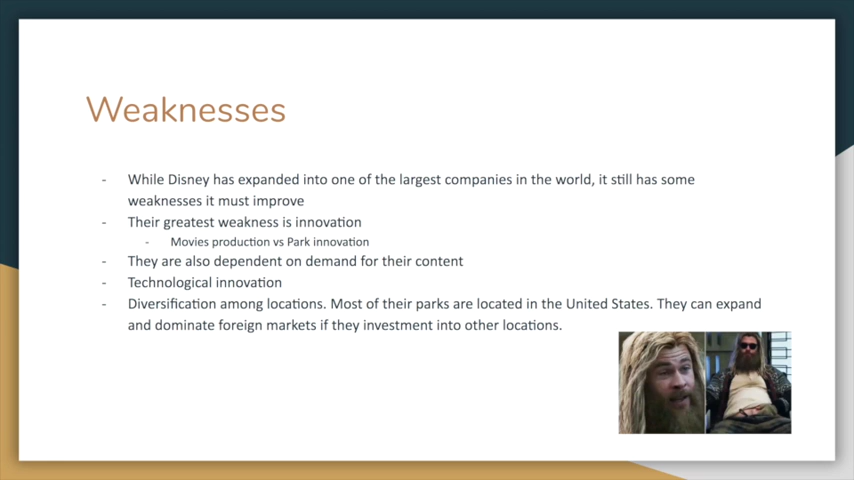 Weaknesses
- While Disney has expanded into one of the largest companies in the world, it still has some
weaknesses it must improve
- Their greatest weakness is innovation
- Movies production vs Park innovation
- They are also dependent on demand for their content
- Technological innovation
- Diversification among locations. Most of their parks are located in the United States. They can expand
and dominate foreign markets if they investment into other locations.